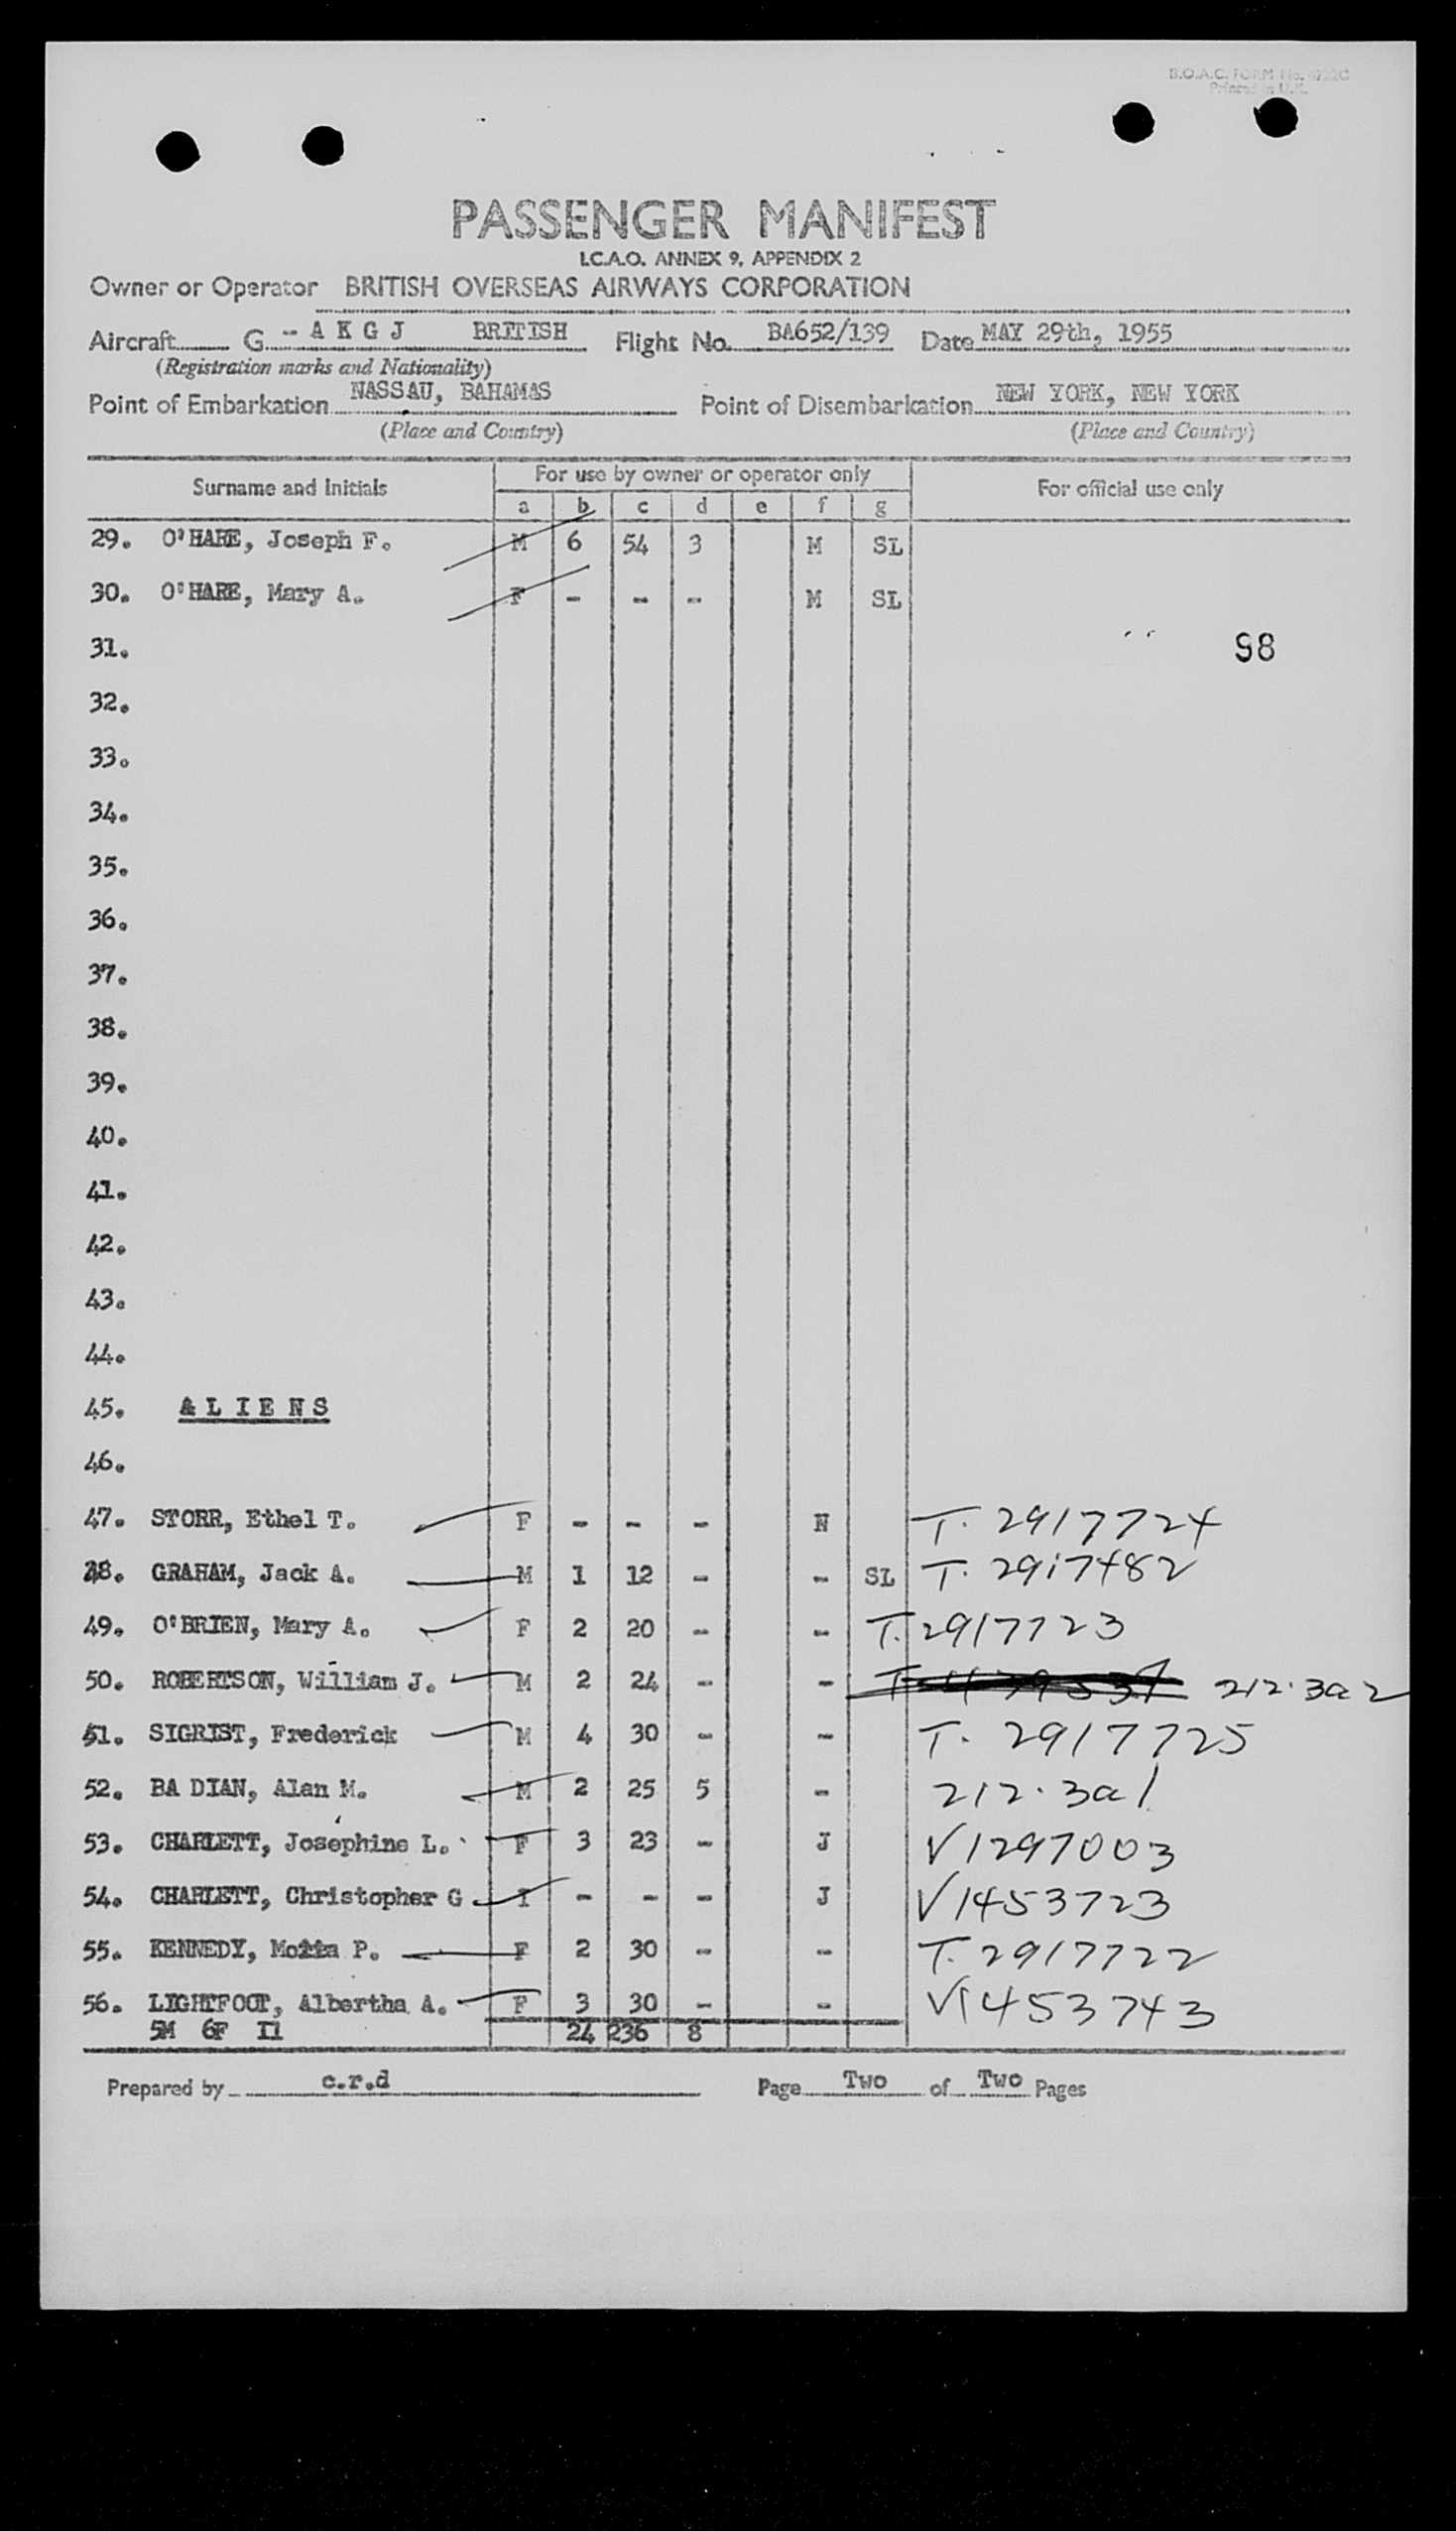 B.O.A.C. FORM No.
Printed in U.K.
PASSENGER MANIFEST
I.C.A.O. ANNEX 9, APPENDIX 2
Owner or Operator BRITISH OVERSEAS AIRWAYS CORPORATION
Aircraft G - A K G J BRITISH Flight No. BA652/139 Date MAY 29th, 1955
(Registration marks and Nationality)
Point of Embarkation NASSAU, BAHAMAS Point of Disembarkation NEW YORK, NEW YORK
(Place and Country) (Place and Country)
Surname and Initials For use by owner or operator only For official use only
a b c d e f g
29. O'HARE, Joseph F. M 6 54 3 M SL
30. O'HARE, Mary A. F - - - M SL
31. 98
32.
33.
34.
35.
36.
37.
38.
39.
40.
41.
42.
43.
44.
45. A L I E N S
46.
47. STORR, Ethel T. F - - - N T. 2917724
48. GRAHAM, Jack A. M 1 12 - - SL T. 2917482
49. O'BRIEN, Mary A. F 2 20 - - T. 2917723
50. ROBERTSON, William J. M 2 24 - - 212.3a2
51. SIGRIST, Frederick M 4 30 - - T. 2917725
52. BA DIAN, Alan M. M 2 25 5 - 212.3a1
53. CHARLETT, Josephine L. F 3 23 - J V1297003
54. CHARLETT, Christopher G I - - - J V1453723
55. KENNEDY, P. F 2 30 - - T. 2917722
56. LIGHTFOOT, Albertha A. F 3 30 - - V1453743
5M 6F I1 24 236 8
Prepared by c.r.d Page Two of Two Pages